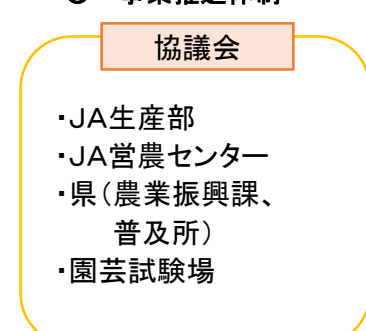 協議会
・JA生産部
・JA営農センター
・県（農業振興課、
普及所）
・園芸試験場